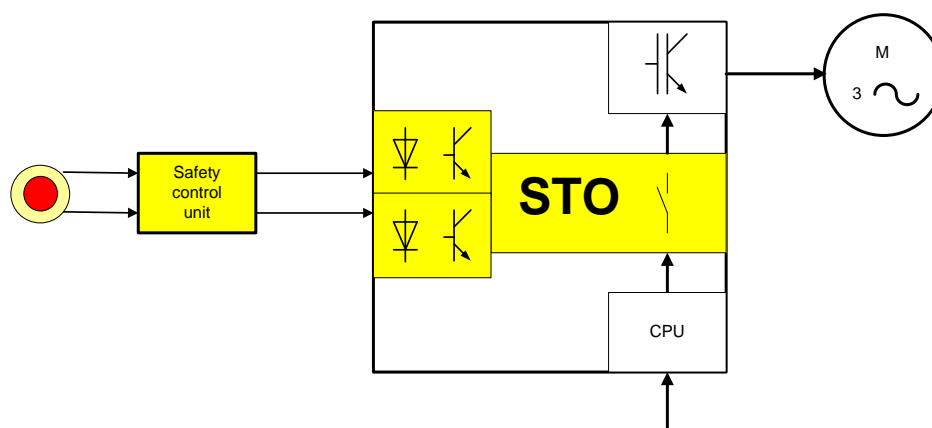 M
3
Safety
control
unit
STO
CPU